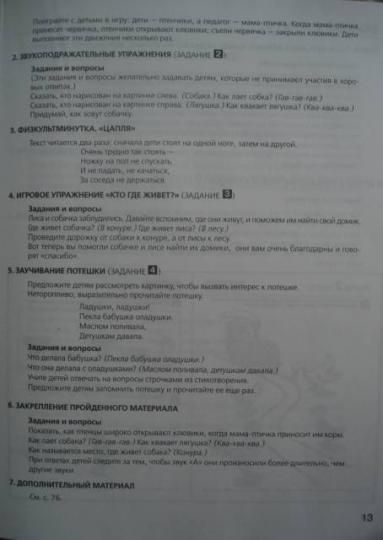 Поиграйте с детьми в игру: дети – птенчики, а педагог – мама-птичка. Когда мама-птичка
принесет червячка, птенчики открывают клювики; съели червячка – закрыли клювики. Дети
выполняют эти движения несколько раз.
2. ЗВУКОПОДРАЖАТЕЛЬНЫЕ УПРАЖНЕНИЯ (ЗАДАНИЕ 2)
Задания и вопросы
(Эти задания и вопросы желательно задавать детям, которые не принимают участия в хоро-
вых ответах.)
Сказать, кто нарисован на картинке слева. (Собака.) Как лает собка? (Гав-гав-гав.)
Сказать, кто нарисован на картинке справа. (Лягушка.) Как квакает лягушка? (Ква-ква-ква.)
Придумай, как зовут собачку.
3. ФИЗКУЛЬТМИНУТКА. «ЦАПЛЯ»
Текст читается два раза: сначала дети стоят на одной ноге, затем на другой.
Очень трудно так стоять –
Ножку на пол не спускать,
И не падать, не качаться,
За соседа не держаться.
4. ИГРОВОЕ УПРАЖНЕНИЕ «КТО ГДЕ ЖИВЕТ?» (ЗАДАНИЕ 3)
Задания и вопросы
Лиса и собачка заблудились. Давайте вспомним, где они живут, и поможем им найти свой домик.
Где живет собачка? (В конуре.) Где живет лиса? (В лесу.)
Проведите дорожку от собаки к конуре, а от лисы к лесу.
Вот теперь вы помогли собачке и лисе найти их домики, они вам очень благодарны и гово-
рят «спасибо».
5. ЗАУЧИВАНИЕ ПОТЕШКИ (ЗАДАНИЕ 4)
Предложите детям рассмотреть картинку, чтобы вызвать интерес к потешке.
Неторопливо, выразительно прочитайте потешку.
Ладушки, ладушки!
Пекла бабушка оладушки.
Маслом поливала,
Детушкам давала.
Задания и вопросы
Что делала бабушка? (Пекла бабушка оладушки.)
Что она делала с оладушками? (Маслом поливала, детушкам давала.)
Учите детей отвечать на вопросы строчками из стихотворения.
Предложите детям запомнить потешку и прочитайте ее еще раз.
6. ЗАКРЕПЛЕНИЕ ПРОЙДЕННОГО МАТЕРИАЛА
Задания и вопросы
Показать, как птенцы широко открывают клювики, когда мама-птичка приносит им корм.
Как лает собака? (Гав-гав-гав.) Как квакает лягушка? (Ква-ква-ква.)
Как называется место, где живет собака? (Конура.)
При ответах детей следите за тем, чтобы звук «А» они произносили более длительно, чем
другие звуки.
7. ДОПОЛНИТЕЛЬНЫЙ МАТЕРИАЛ
См. с. 76.
13